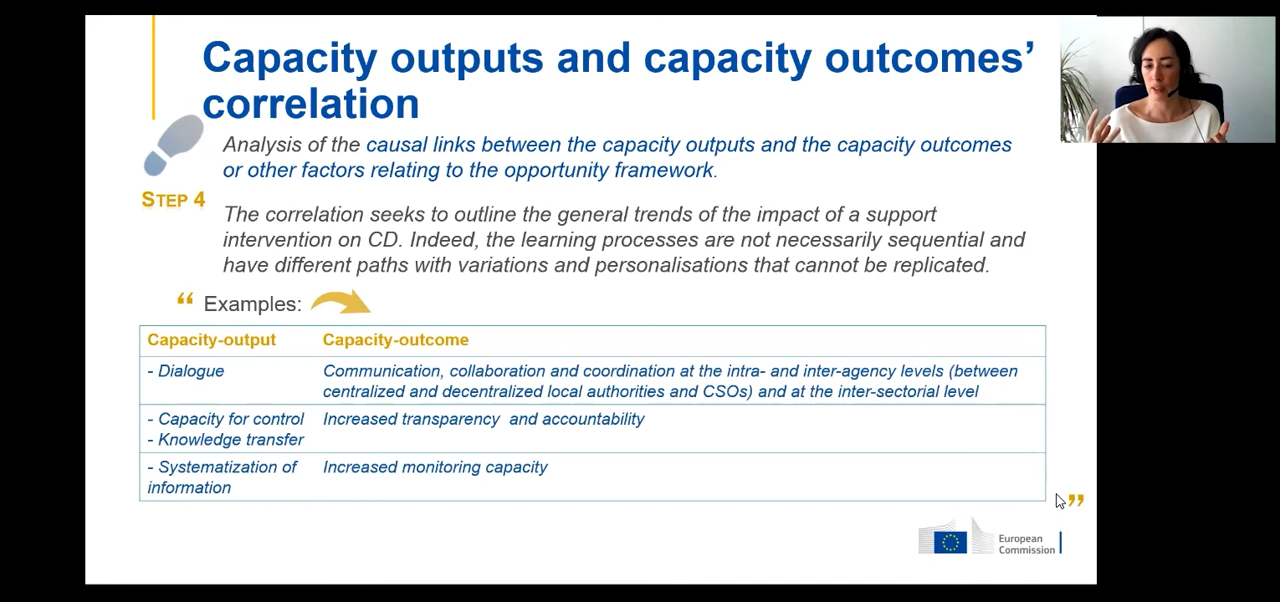 Capacity outputs and capacity outcomes’
correlation
Analysis of the causal links between the capacity outputs and the capacity outcomes
or other factors relating to the opportunity framework.
STEP 4
The correlation seeks to outline the general trends of the impact of a support
intervention on CD. Indeed, the learning processes are not necessarily sequential and
have different paths with variations and personalisations that cannot be replicated.
“ Examples:
Capacity-output Capacity-outcome
- Dialogue Communication, collaboration and coordination at the intra- and inter-agency levels (between
centralized and decentralized local authorities and CSOs) and at the inter-sectorial level
- Capacity for control Increased transparency and accountability
- Knowledge transfer
- Systematization of Increased monitoring capacity
information
”
European
Commission